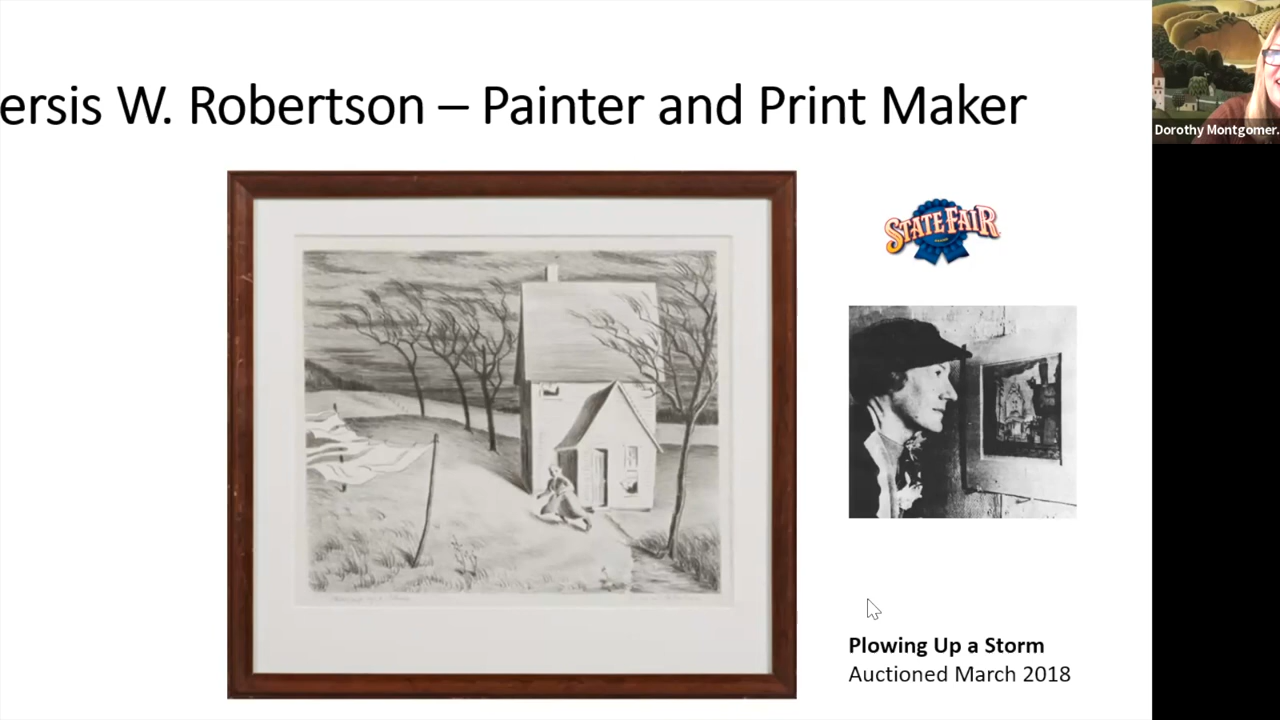 ersis W. Robertson – Painter and Print Maker
Dorothy Montgomer.
STATE FAIR
Plowing Up a Storm
Auctioned March 2018